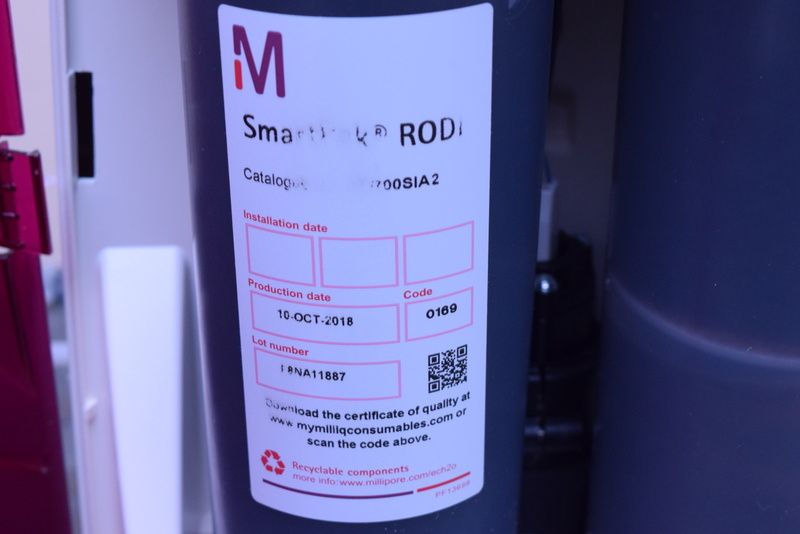 M
RODI
Installation date
Production date Code
10-OCT-2018 0169
Lot number
18NA11887
Download the certificate of quality at
www.mymilliqconsumables.com or
scan the code above.
Recyclable components
more info: www.millipore.com/ech2o